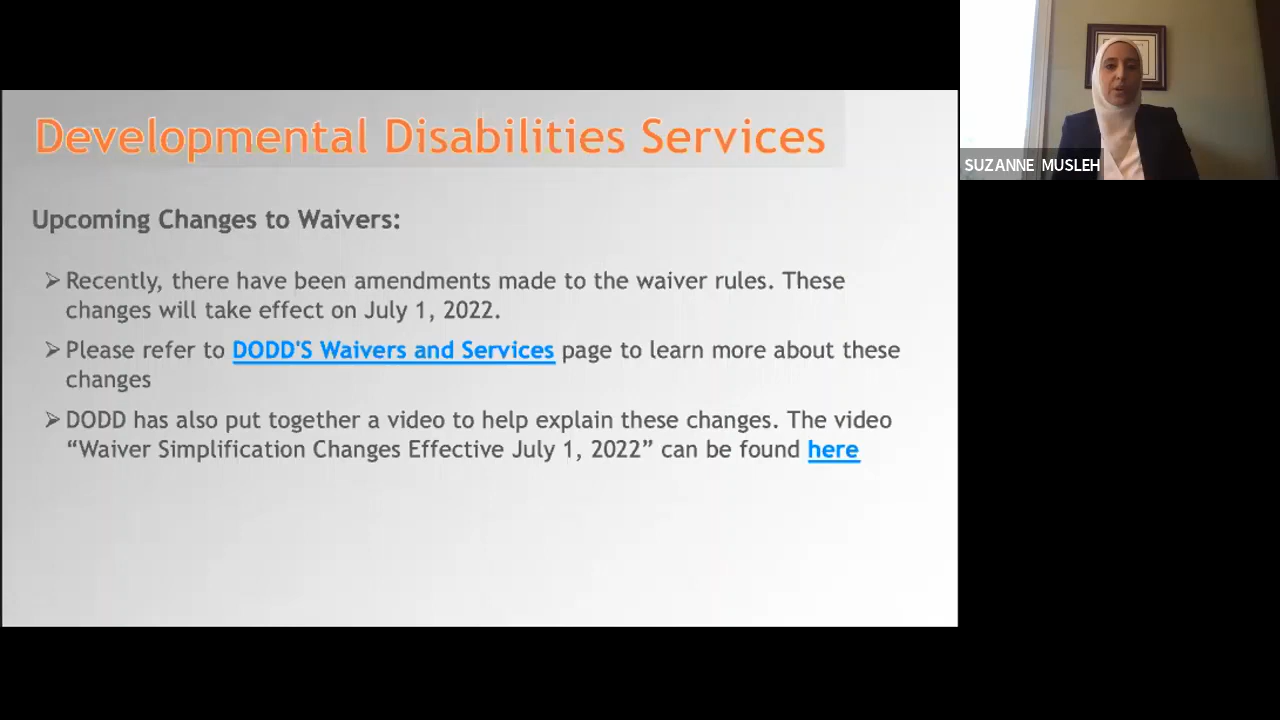 Developmental Disabilities Services
Upcoming Changes to Waivers:
➢Recently, there have been amendments made to the waiver rules. These
changes will take effect on July 1, 2022.
➢Please refer to DODD'S Waivers and Services page to learn more about these
changes
➢DODD has also put together a video to help explain these changes. The video
“Waiver Simplification Changes Effective July 1, 2022” can be found here
SUZANNE MUSLEH